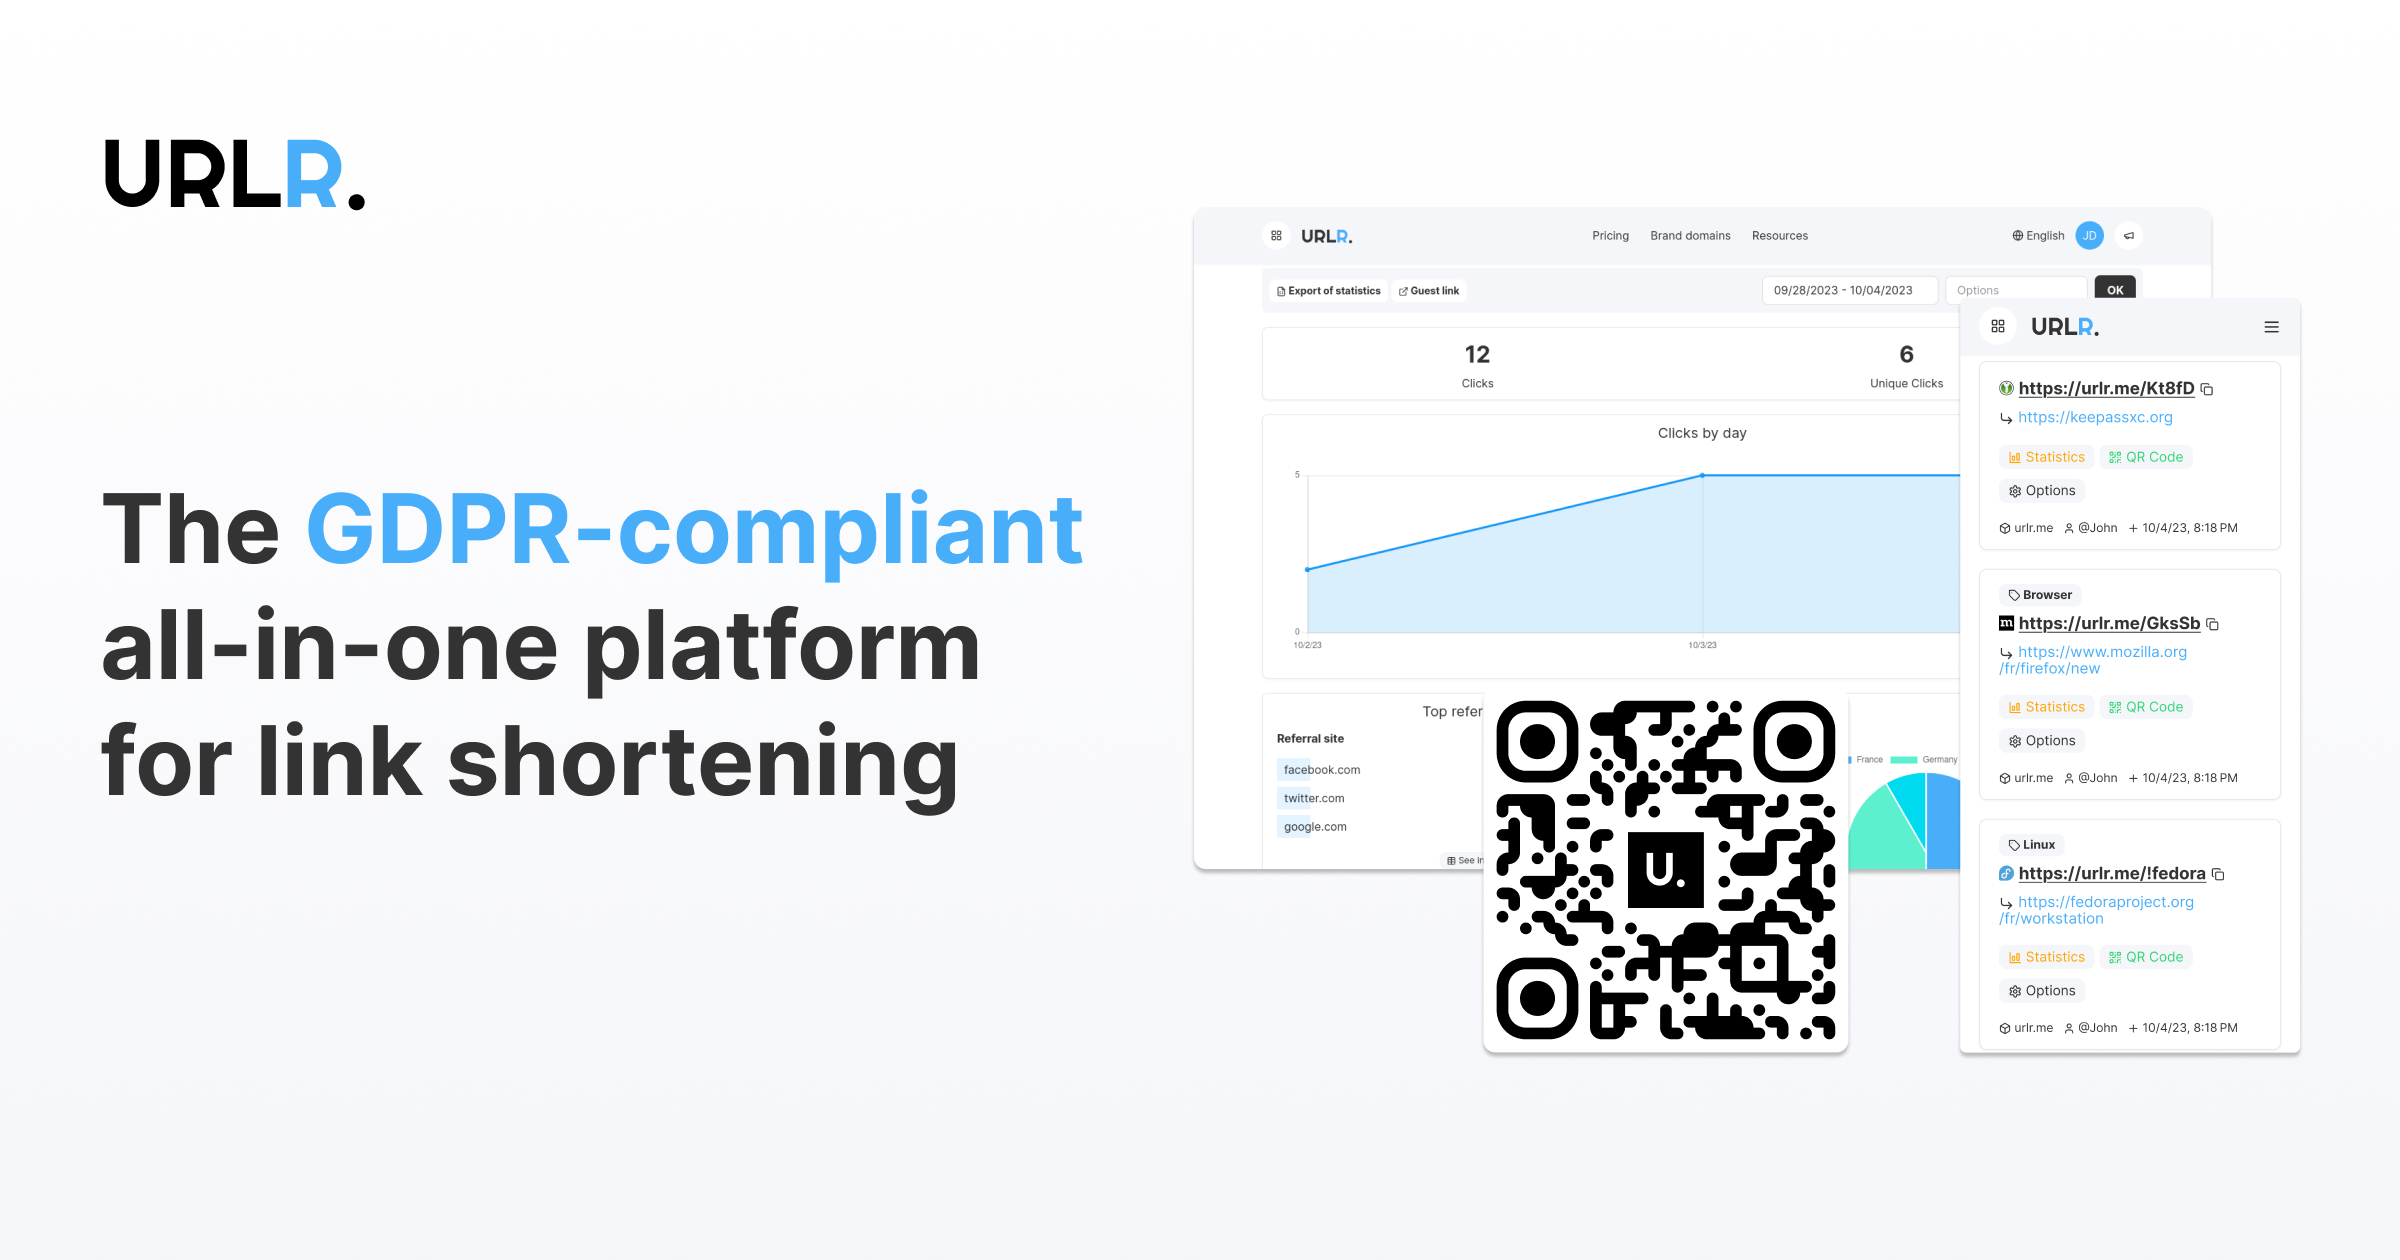 URLR.
The GDPR-compliant
all-in-one platform
for link shortening
URLR.
Pricing Brand domains Resources
English JD
Export of statistics Guest link
09/28/2023 - 10/04/2023 Options OK
12
Clicks
6
Unique Clicks
Clicks by day
5
0
10/2/23 10/3/23
Top refer
Referral site
facebook.com
twitter.com
google.com
See in
France Germany
U.
URLR.
https://urlr.me/Kt8fD
https://keepassxc.org
Statistics QR Code
Options
urlr.me @John + 10/4/23, 8:18 PM
Browser
m https://urlr.me/GksSb
https://www.mozilla.org
/fr/firefox/new
Statistics QR Code
Options
urlr.me @John + 10/4/23, 8:18 PM
Linux
https://urlr.me/!fedora
https://fedoraproject.org
/fr/workstation
Statistics QR Code
Options
urlr.me @John + 10/4/23, 8:18 PM